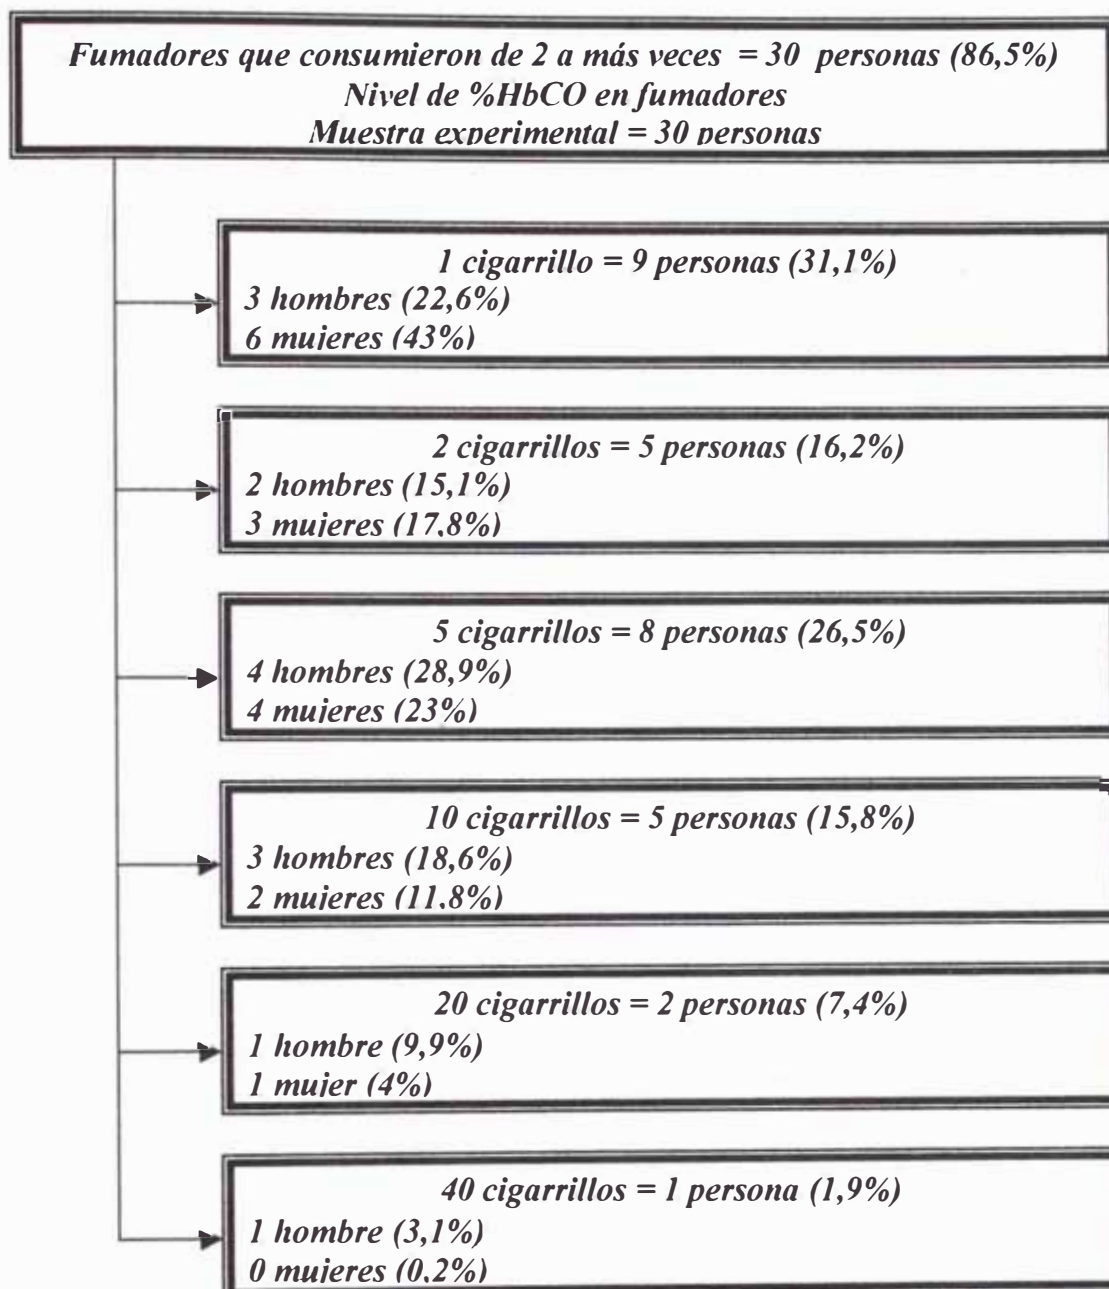 Fumadores que consumieron de 2 a más veces = 30 personas (86,5%)
Nivel de %HbCO en fumadores
Muestra experimental = 30 personas
1 cigarrillo = 9 personas (31,1%)
3 hombres (22,6%)
6 mujeres (43%)
2 cigarrillos = 5 personas (16,2%)
2 hombres (15,1%)
3 mujeres (17,8%)
5 cigarrillos = 8 personas (26,5%)
4 hombres (28,9%)
4 mujeres (23%)
10 cigarrillos = 5 personas (15,8%)
3 hombres (18,6%)
2 mujeres (11,8%)
20 cigarrillos = 2 personas (7,4%)
1 hombre (9,9%)
1 mujer (4%)
40 cigarrillos = 1 persona (1,9%)
1 hombre (3,1%)
0 mujeres (0,2%)